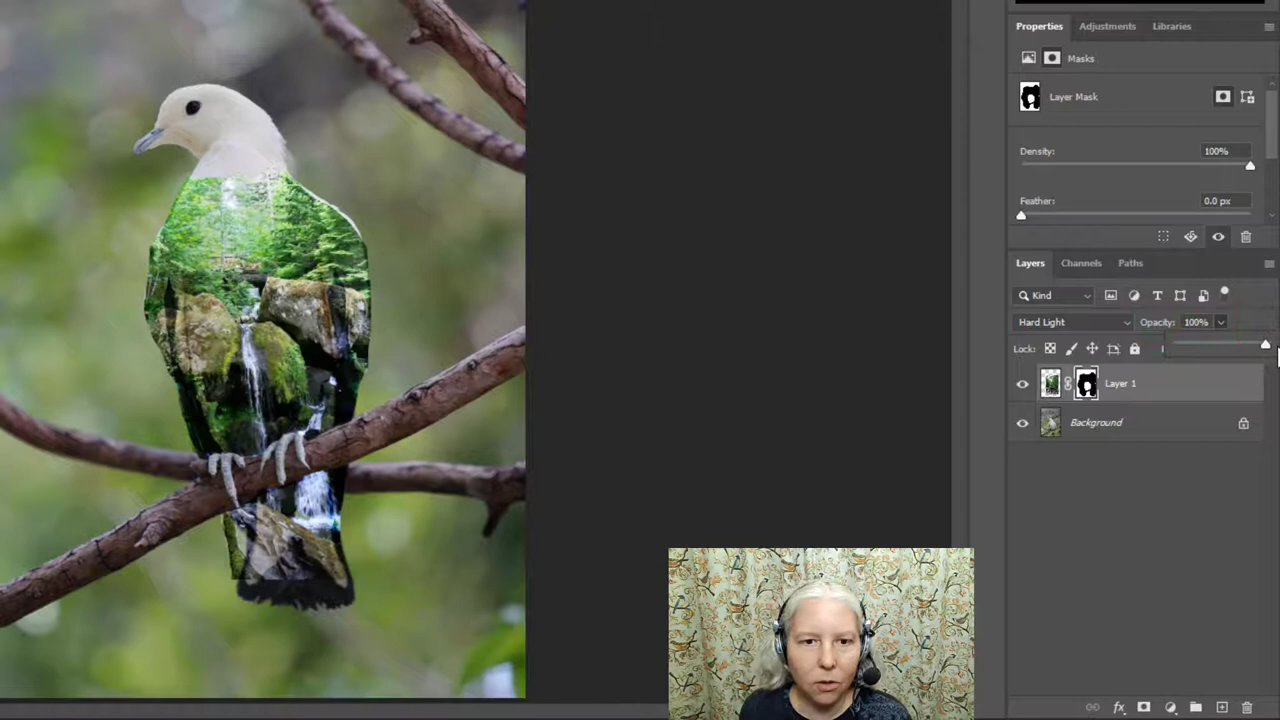 Properties Adjustments Libraries
Masks
Layer Mask
Density: 100%
Feather: 0.0 px
Layers Channels Paths
Kind
Hard Light Opacity: 100%
Lock:
Layer 1
Background
fx